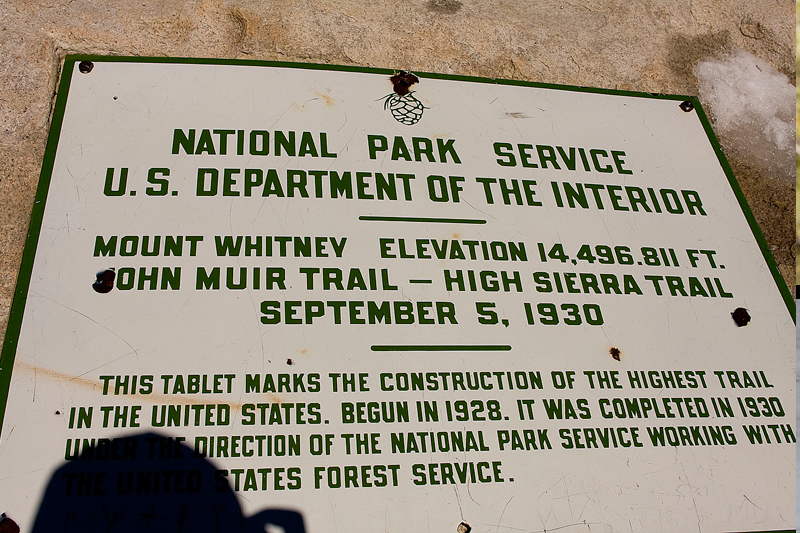 NATIONAL PARK SERVICE
U.S. DEPARTMENT OF THE INTERIOR
MOUNT WHITNEY ELEVATION 14,496.811 FT.
JOHN MUIR TRAIL — HIGH SIERRA TRAIL
SEPTEMBER 5, 1930
THIS TABLET MARKS THE CONSTRUCTION OF THE HIGHEST TRAIL
IN THE UNITED STATES. BEGUN IN 1928. IT WAS COMPLETED IN 1930
UNDER THE DIRECTION OF THE NATIONAL PARK SERVICE WORKING WITH
THE UNITED STATES FOREST SERVICE.